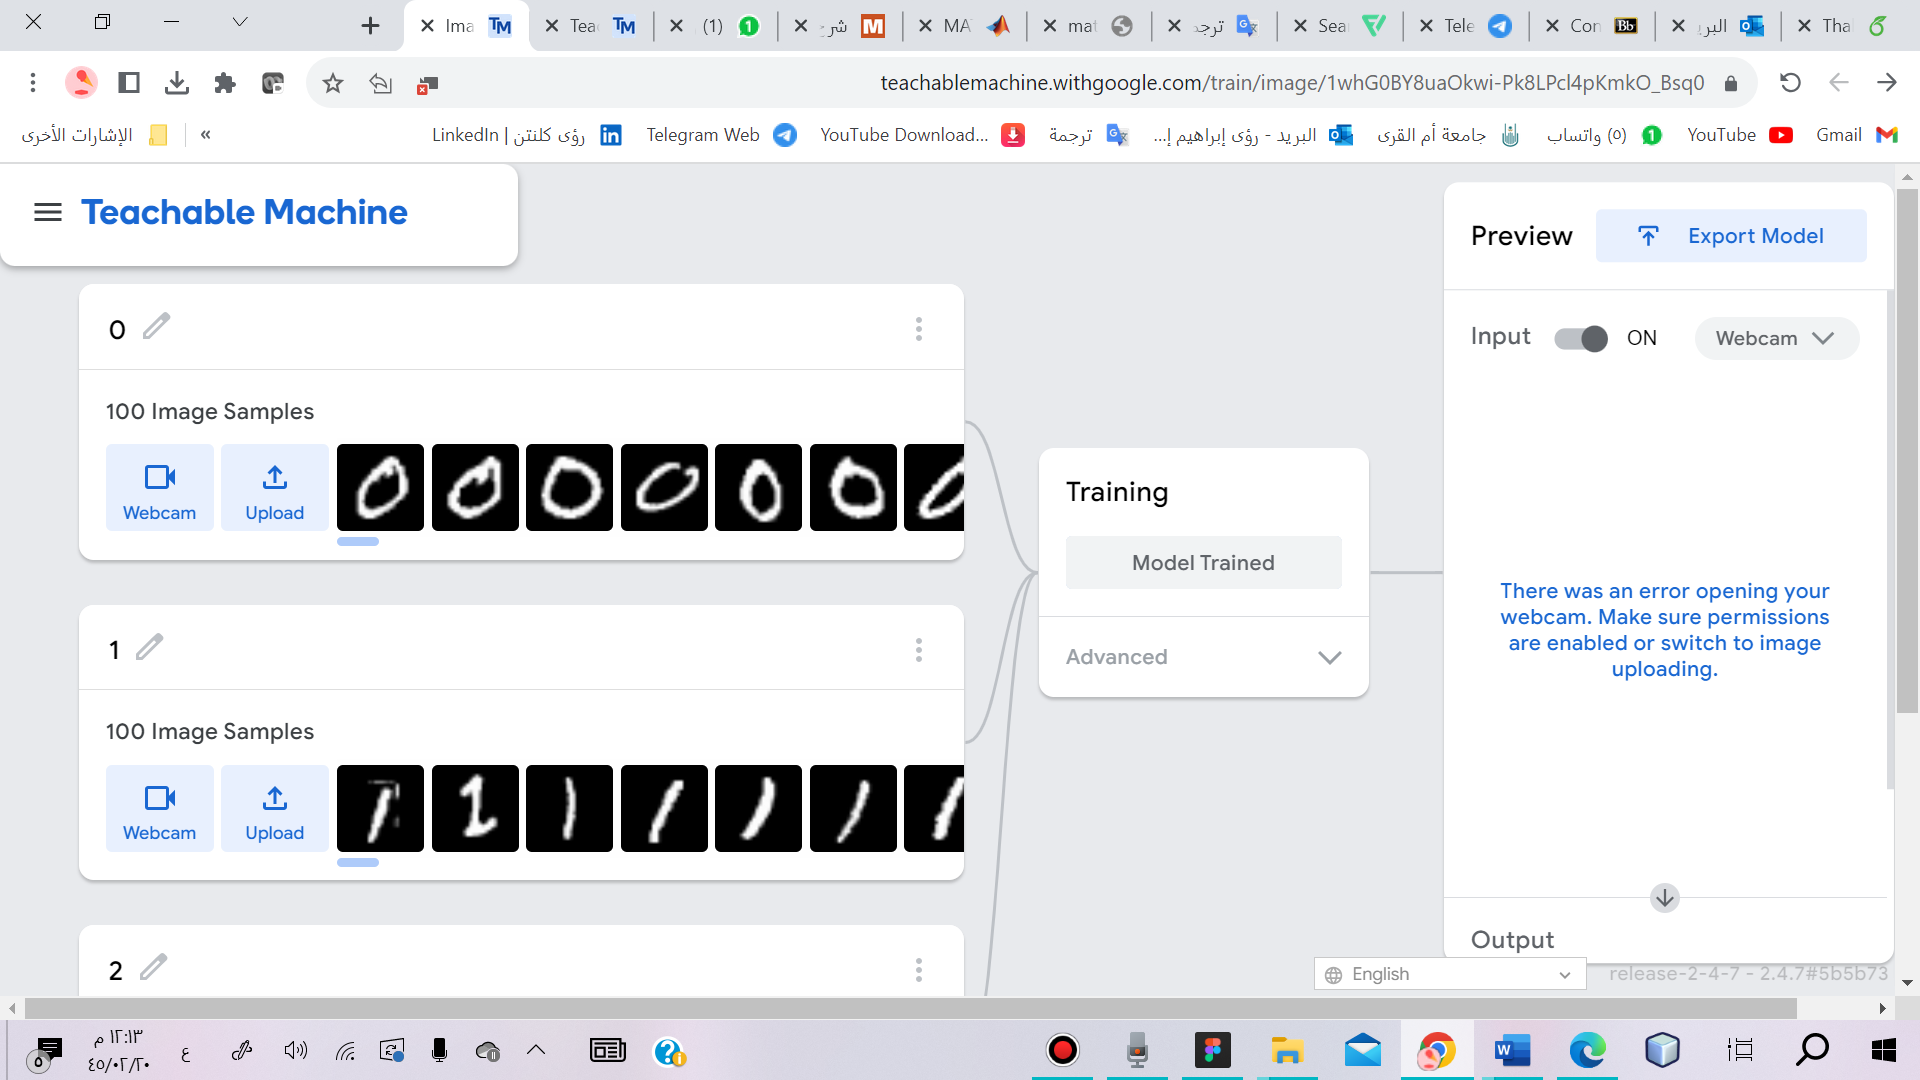 Ima
Tea
(1)
شر
MA
mat
ترجم
Sea
Tele
Con
البري
Tha
teachablemachine.withgoogle.com/train/image/1whG0BY8uaOkwi-Pk8LPcl4pKmkO_Bsq0
الإشارات الأخرى
»
رؤى كلنتن | LinkedIn
Telegram Web
YouTube Download...
ترجمة
البريد - رؤى إبراهيم إ...
جامعة أم القرى
(٥) واتساب
YouTube
Gmail
Teachable Machine
0
100 Image Samples
Webcam
Upload
1
100 Image Samples
Webcam
Upload
2
Training
Model Trained
Advanced
Preview
Export Model
Input
ON
Webcam
There was an error opening your
webcam. Make sure permissions
are enabled or switch to image
uploading.
Output
English
release-2-4-7 - 2.4.7#5b5b73
١٢:١٣ م
٤٥/٠٢/٢٠
ع
٥